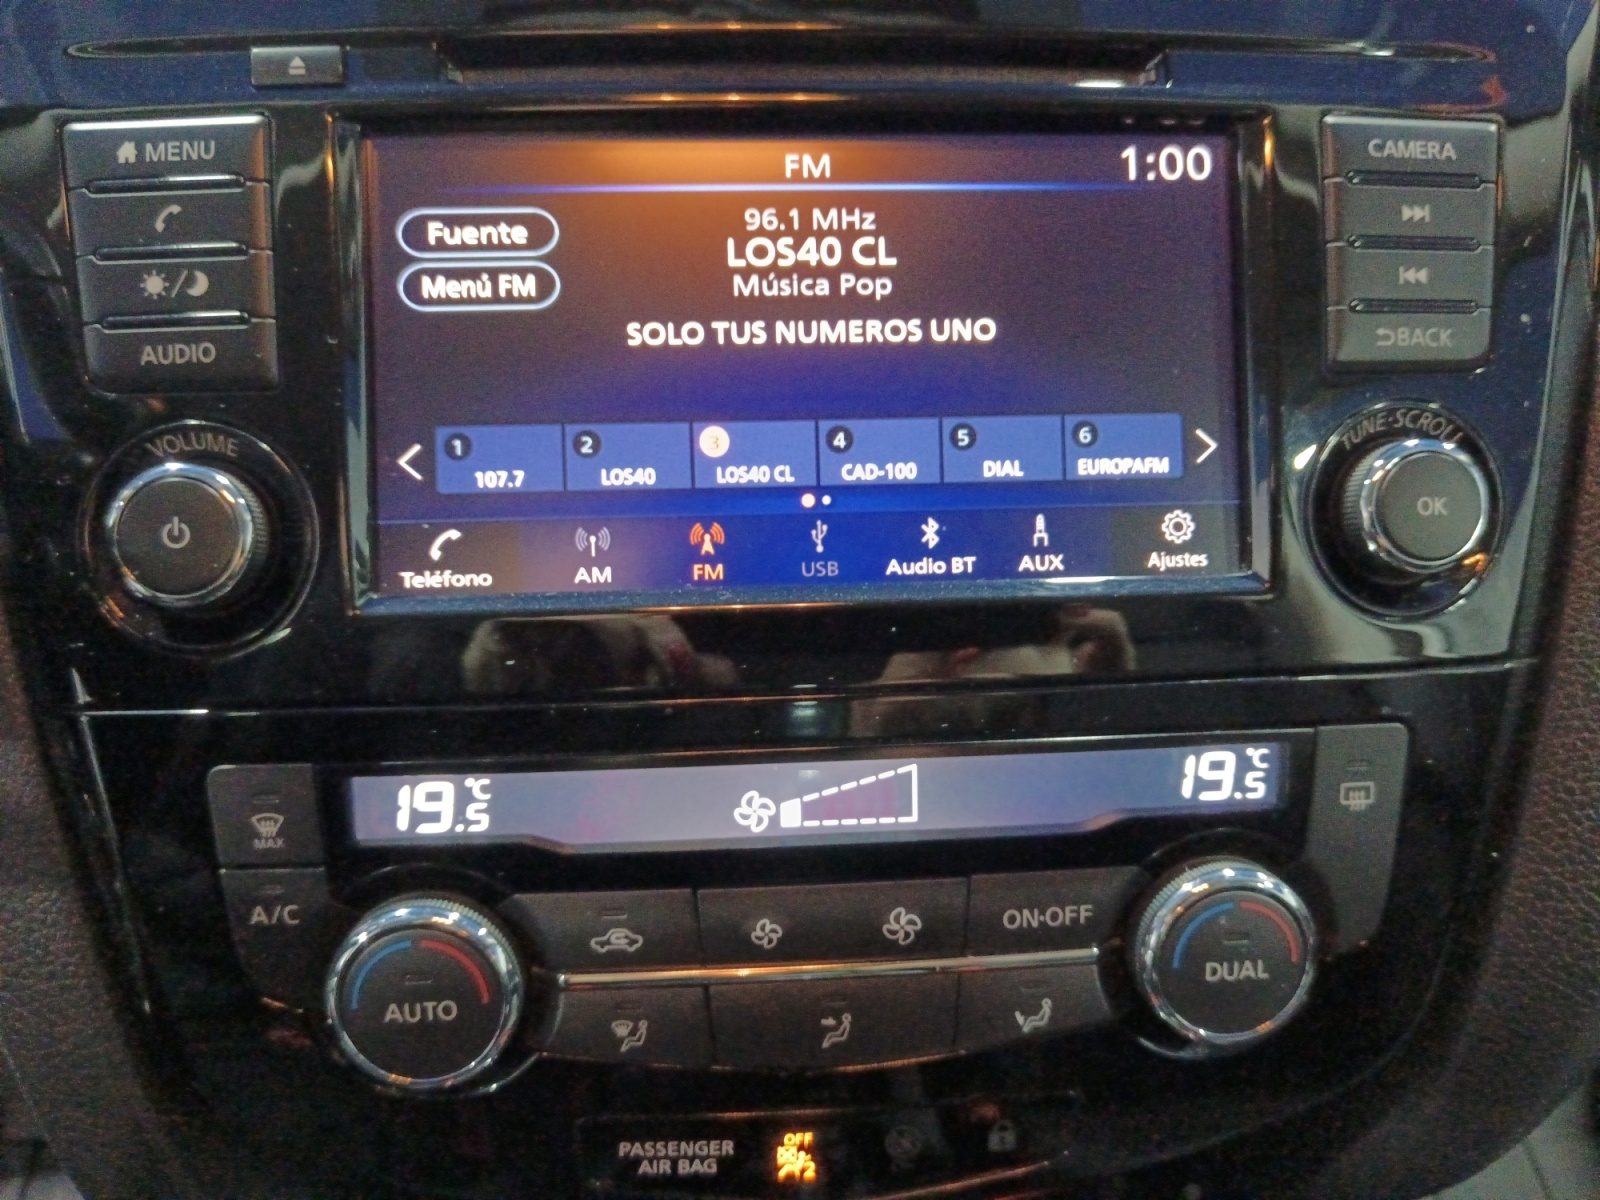 MENU
AUDIO
VOLUME
FM
1:00
Fuente
Menú FM
96.1 MHz
LOS40 CL
Música Pop
SOLO TUS NUMEROS UNO
1 107.7
2 LOS40
3 LOS40 CL
4 CAD-100
5 DIAL
6 EUROPAFM
Teléfono
AM
FM
USB
Audio BT
AUX
Ajustes
CAMERA
BACK
TUNE·SCROLL
OK
19.5 °C
19.5 °C
MAX
A/C
AUTO
ON·OFF
DUAL
PASSENGER
AIR BAG
OFF
2